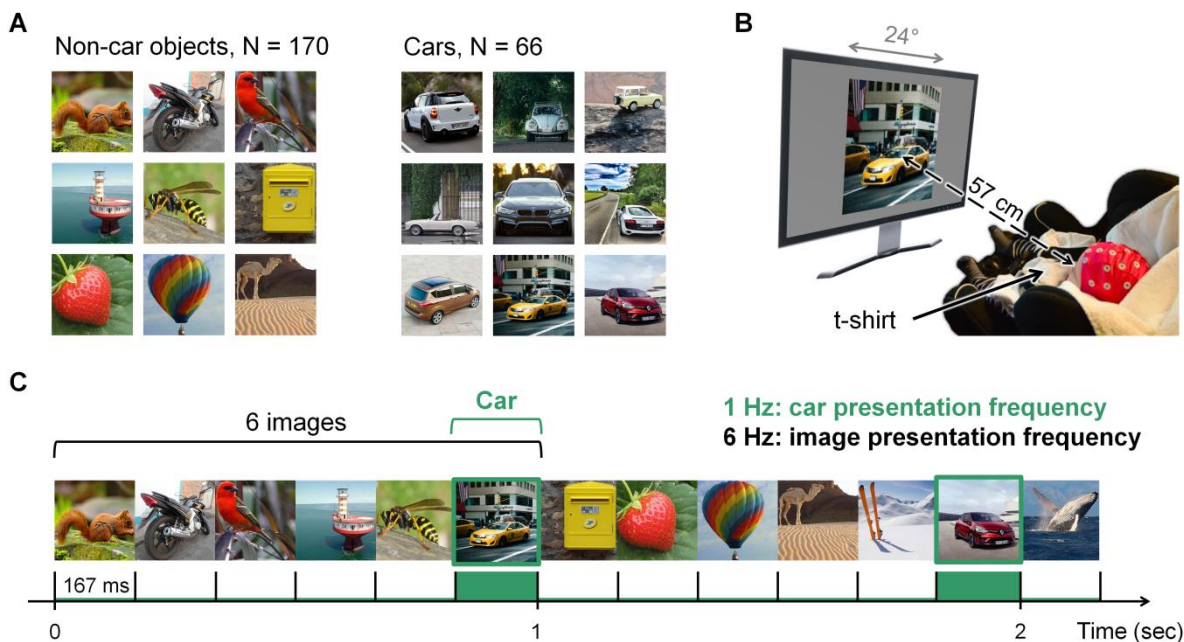 A
Non-car objects, N = 170
Cars, N = 66
B
24°
57 cm
t-shirt
C
Car
6 images
1 Hz: car presentation frequency
6 Hz: image presentation frequency
167 ms
0
1
2
Time (sec)